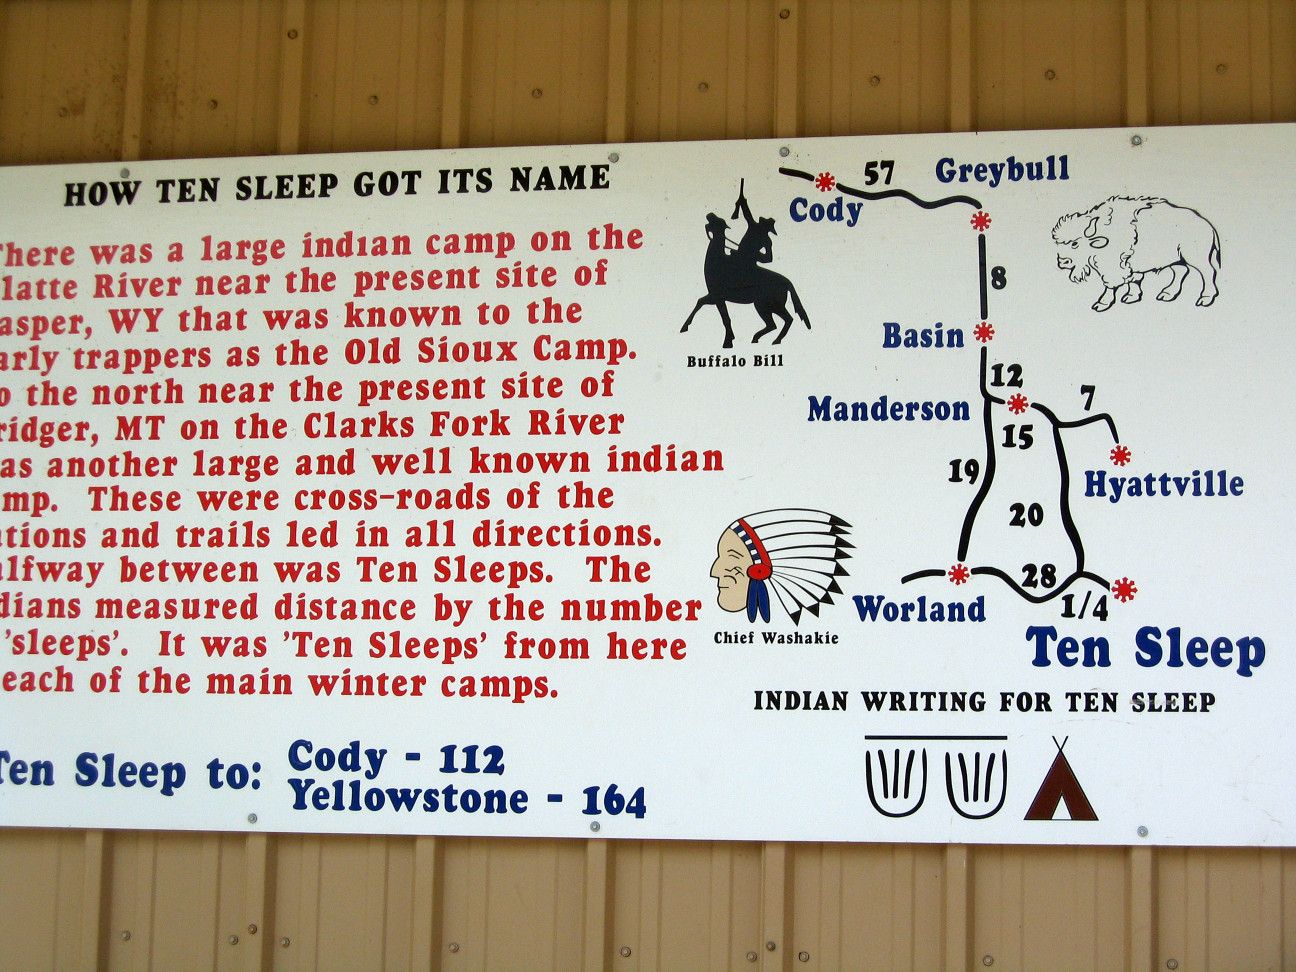 HOW TEN SLEEP GOT ITS NAME
There was a large indian camp on the
latte River near the present site of
asper, WY that was known to the
arly trappers as the Old Sioux Camp.
o the north near the present site of
ridger, MT on the Clarks Fork River
as another large and well known indian
mp. These were cross-roads of the
tions and trails led in all directions.
alfway between was Ten Sleeps. The
dians measured distance by the number
'sleeps'. It was 'Ten Sleeps' from here
each of the main winter camps.
Ten Sleep to:
Cody - 112
Yellowstone - 164
Buffalo Bill
Chief Washakie
57
Greybull
Cody
8
Basin
12
7
Manderson
15
19
Hyattville
20
28
Worland
1/4
Ten Sleep
INDIAN WRITING FOR TEN SLEEP